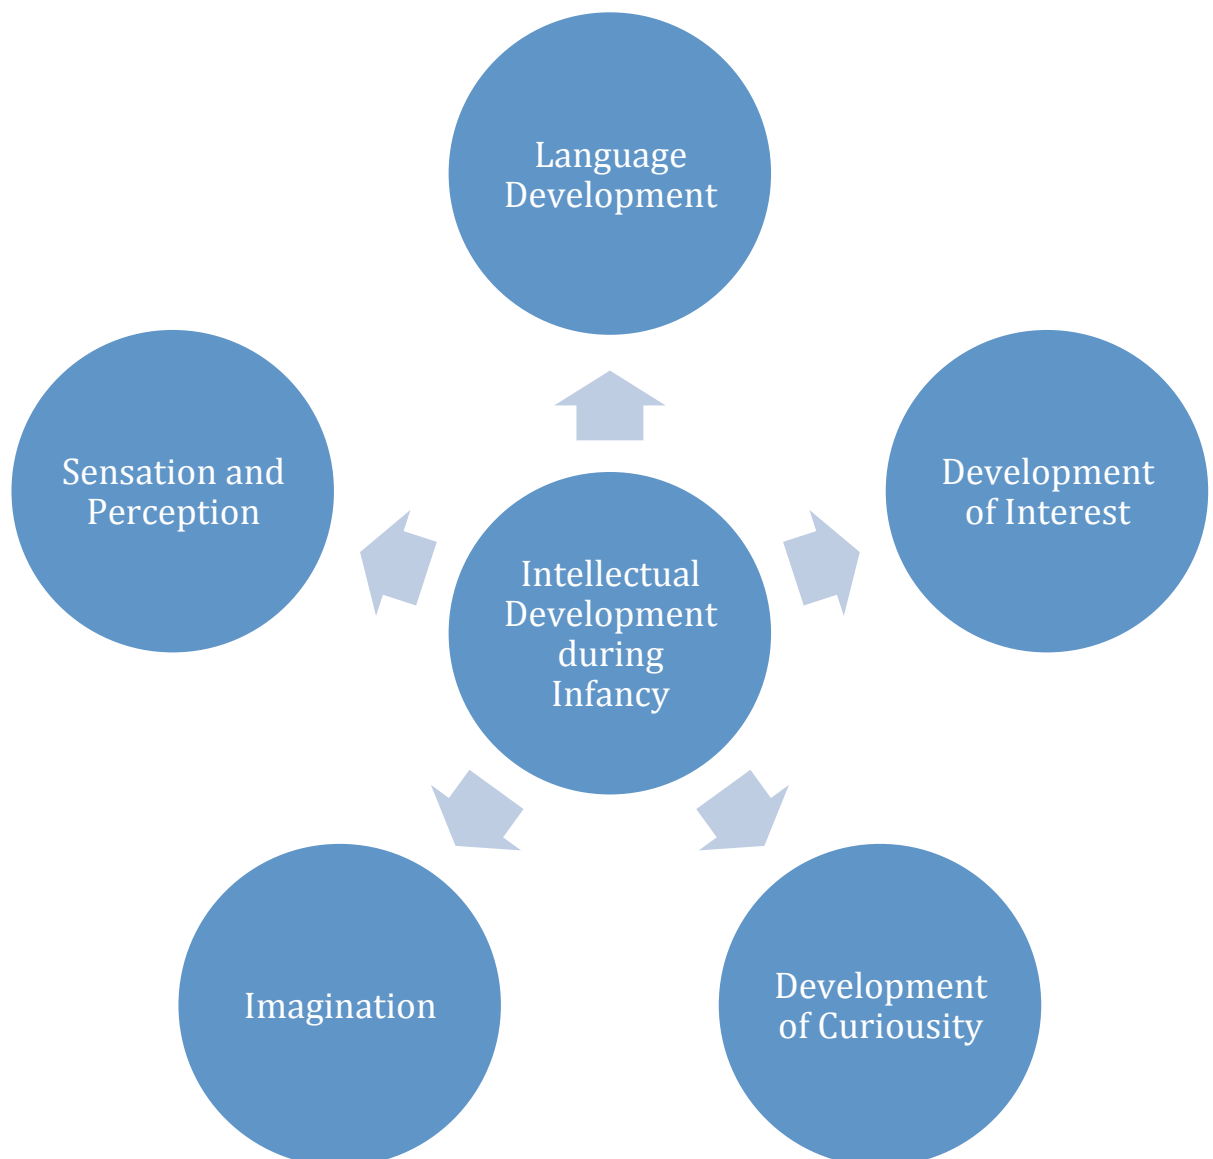 Language
Development
Sensation and
Perception
Development
of Interest
Intellectual
Development
during
Infancy
Imagination
Development
of Curiousity